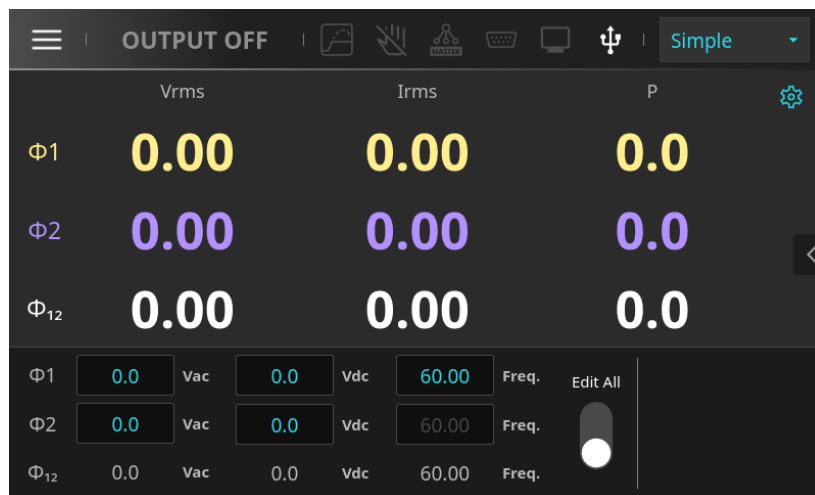 OUTPUT OFF MASTER Simple
Vrms Irms P
Φ1 0.00 0.00 0.0
Φ2 0.00 0.00 0.0
Φ₁₂ 0.00 0.00 0.0
Φ1 0.0 Vac 0.0 Vdc 60.00 Freq. Edit All
Φ2 0.0 Vac 0.0 Vdc 60.00 Freq.
Φ₁₂ 0.0 Vac 0.0 Vdc 60.00 Freq.